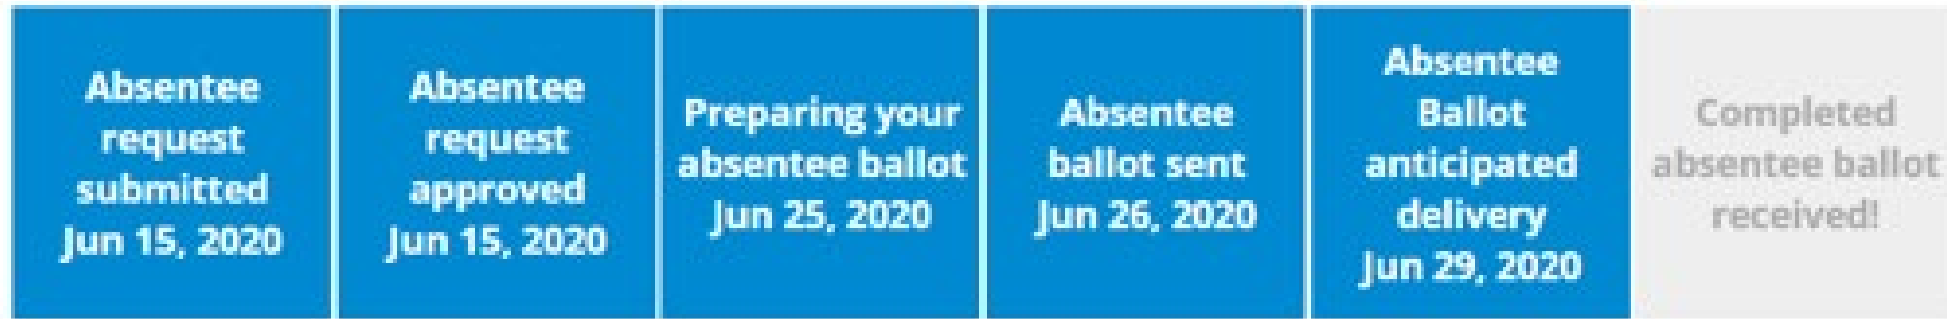 Absentee
request
submitted
Jun 15, 2020
Absentee
request
approved
Jun 15, 2020
Preparing your
absentee ballot
Jun 25, 2020
Absentee
ballot sent
Jun 26, 2020
Absentee
Ballot
anticipated
delivery
Jun 29, 2020
Completed
absentee ballot
received!